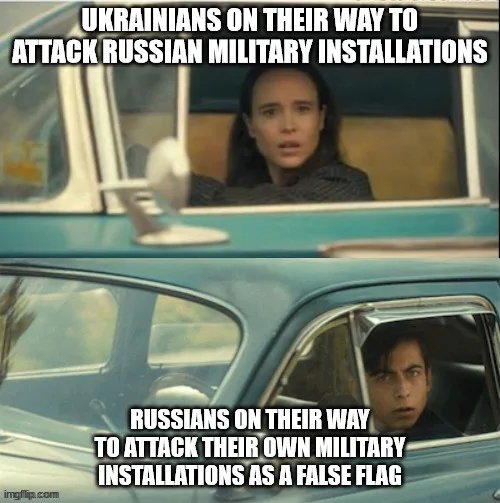 UKRAINIANS ON THEIR WAY TO
ATTACK RUSSIAN MILITARY INSTALLATIONS
RUSSIANS ON THEIR WAY
TO ATTACK THEIR OWN MILITARY
INSTALLATIONS AS A FALSE FLAG
imgflip.com